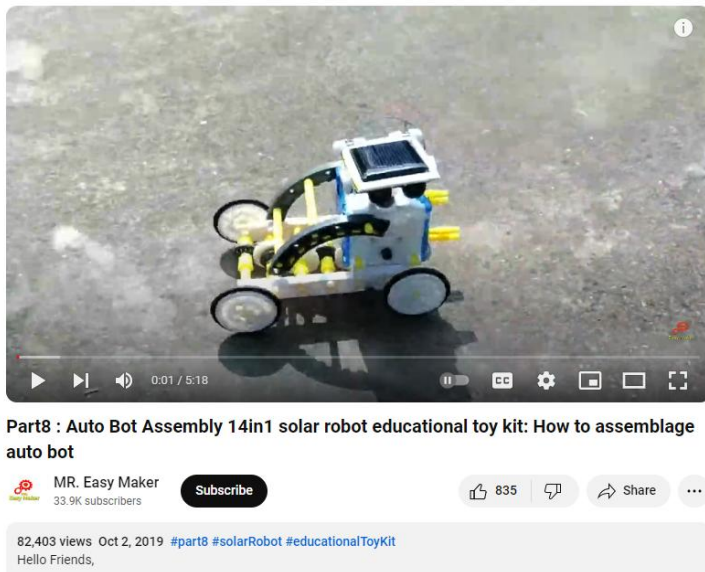 0:01 / 5:18
CC
Part8 : Auto Bot Assembly 14in1 solar robot educational toy kit: How to assemblage
auto bot
MR. Easy Maker
33.9K subscribers
Subscribe
835
Share
Easy Maker
82,403 views Oct 2, 2019 #part8 #solarRobot #educationalToyKit
Hello Friends,